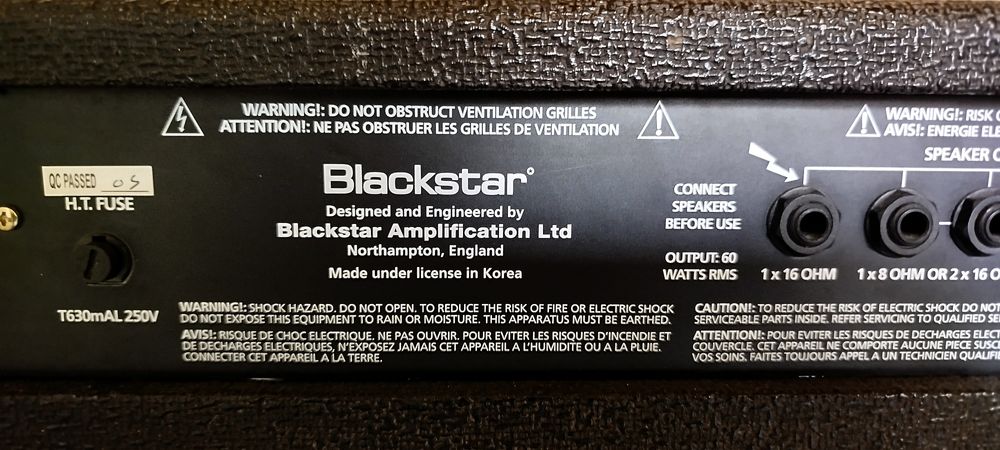 WARNING!: DO NOT OBSTRUCT VENTILATION GRILLES
ATTENTION!: NE PAS OBSTRUER LES GRILLES DE VENTILATION
WARNING!: RISK
AVIS!: ENERGIE
SPEAKER
QC PASSED
H.T. FUSE
T630mAL 250V
Blackstar
Designed and Engineered by
Blackstar Amplification Ltd
Northampton, England
Made under license in Korea
CONNECT
SPEAKERS
BEFORE USE
OUTPUT: 60
WATTS RMS
1 x 16 OHM
1 x 8 OHM OR 2 x 16
WARNING!: SHOCK HAZARD. DO NOT OPEN. TO REDUCE THE RISK OF FIRE OR ELECTRIC SHOCK
DO NOT EXPOSE THIS EQUIPMENT TO RAIN OR MOISTURE. THIS APPARATUS MUST BE EARTHED.
AVIS!: RISQUE DE CHOC ELECTRIQUE. NE PAS OUVRIR. POUR EVITER LES RISQUES D'INCENDIE ET
DE DECHARGES ELECTRIQUES, N'EXPOSEZ JAMAIS CET APPAREIL A L'HUMIDITE OU A LA PLUIE.
CONNECTER CET APPAREIL A LA TERRE.
CAUTION!: TO REDUCE THE RISK OF ELECTRIC SHOCK DO NOT
SERVICEABLE PARTS INSIDE. REFER SERVICING TO QUALIFIED
ATTENTION!: POUR EVITER LES RISQUES DE DECHARGES
COUVERCLE. CET APPAREIL NE COMPORTE AUCUNE PIECE
VOS SOINS. FAITES TOUJOURS APPEL A UN TECHNICIEN